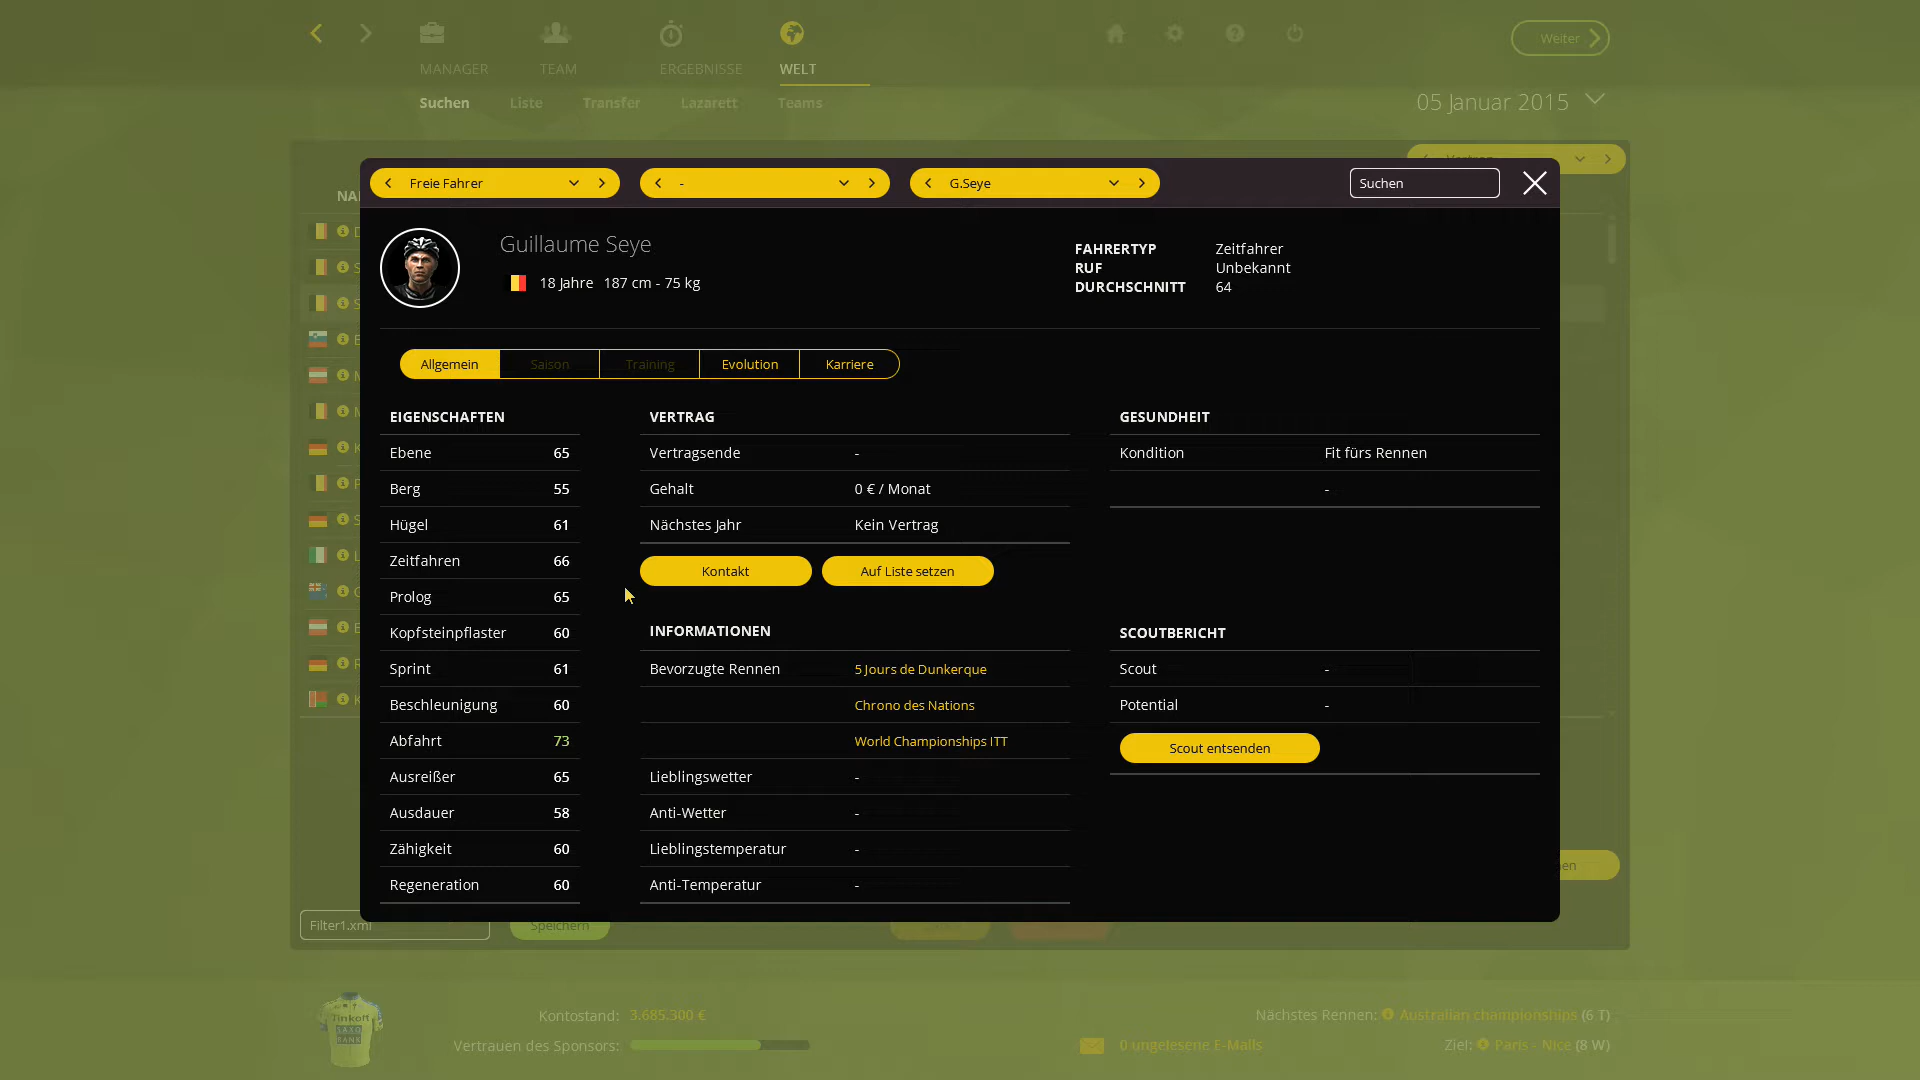 MANAGER TEAM ERGEBNISSE WELT
Weiter
Suchen Liste Transfer Lazarett Teams
05 Januar 2015
Freie Fahrer - G.Seye Suchen
Guillaume Seye
18 Jahre 187 cm - 75 kg
FAHRERTYP Zeitfahrer
RUF Unbekannt
DURCHSCHNITT 64
Allgemein Saison Training Evolution Karriere
EIGENSCHAFTEN
Ebene 65
Berg 55
Hügel 61
Zeitfahren 66
Prolog 65
Kopfsteinpflaster 60
Sprint 61
Beschleunigung 60
Abfahrt 73
Ausreißer 65
Ausdauer 58
Zähigkeit 60
Regeneration 60
VERTRAG
Vertragsende -
Gehalt 0 € / Monat
Nächstes Jahr Kein Vertrag
Kontakt Auf Liste setzen
INFORMATIONEN
Bevorzugte Rennen 5 Jours de Dunkerque
Chrono des Nations
World Championships ITT
Lieblingswetter -
Anti-Wetter -
Lieblingstemperatur -
Anti-Temperatur -
GESUNDHEIT
Kondition Fit fürs Rennen
-
SCOUTBERICHT
Scout -
Potential -
Scout entsenden
Filter1.xml Speichern
Tinkoff
SAXO
BANK
Kontostand: 3.685.300 €
Vertrauen des Sponsors:
0 ungelesene E-Mails
Nächstes Rennen: Australian championships (6 T)
Ziel: Paris - Nice (8 W)